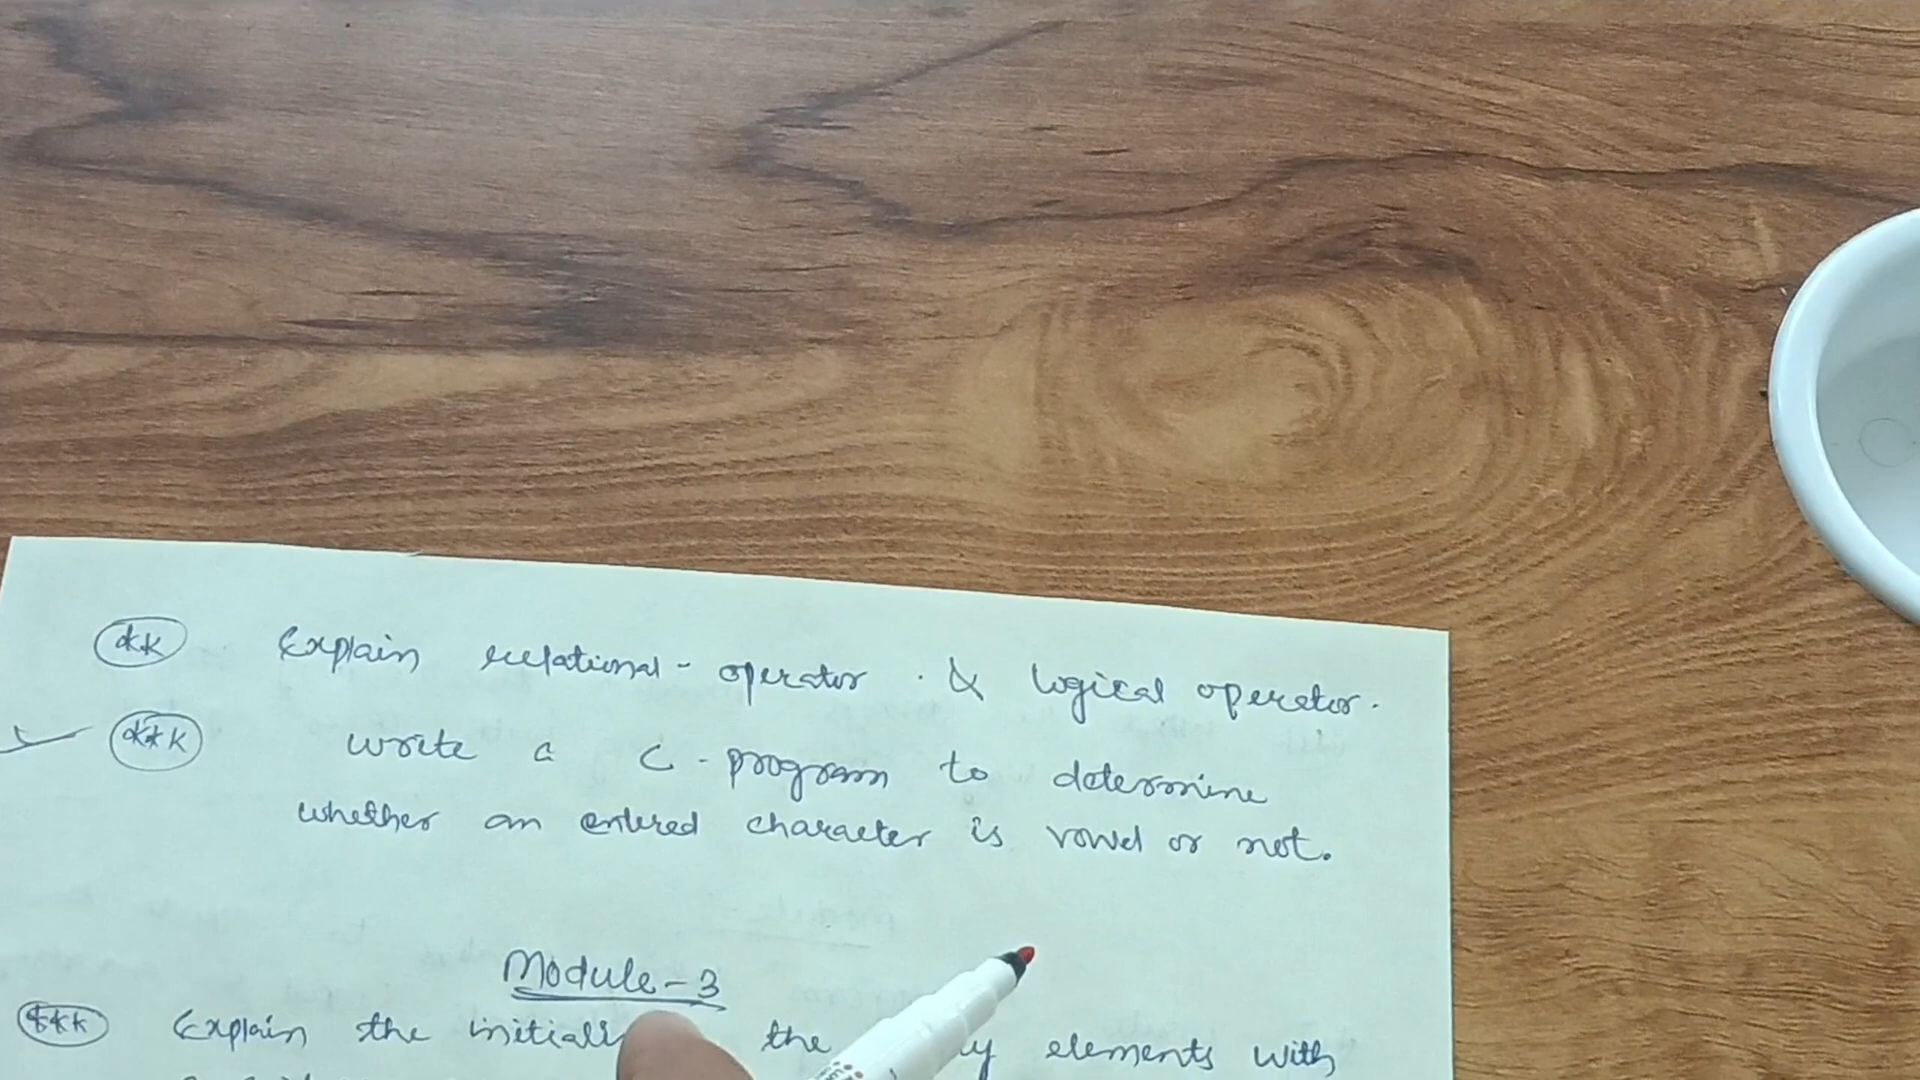 ** Explain relational - operator . & logical operator.
*** write a C - program to determine
whether an entered character is vowel or not.
Module - 3
*** Explain the the elements with